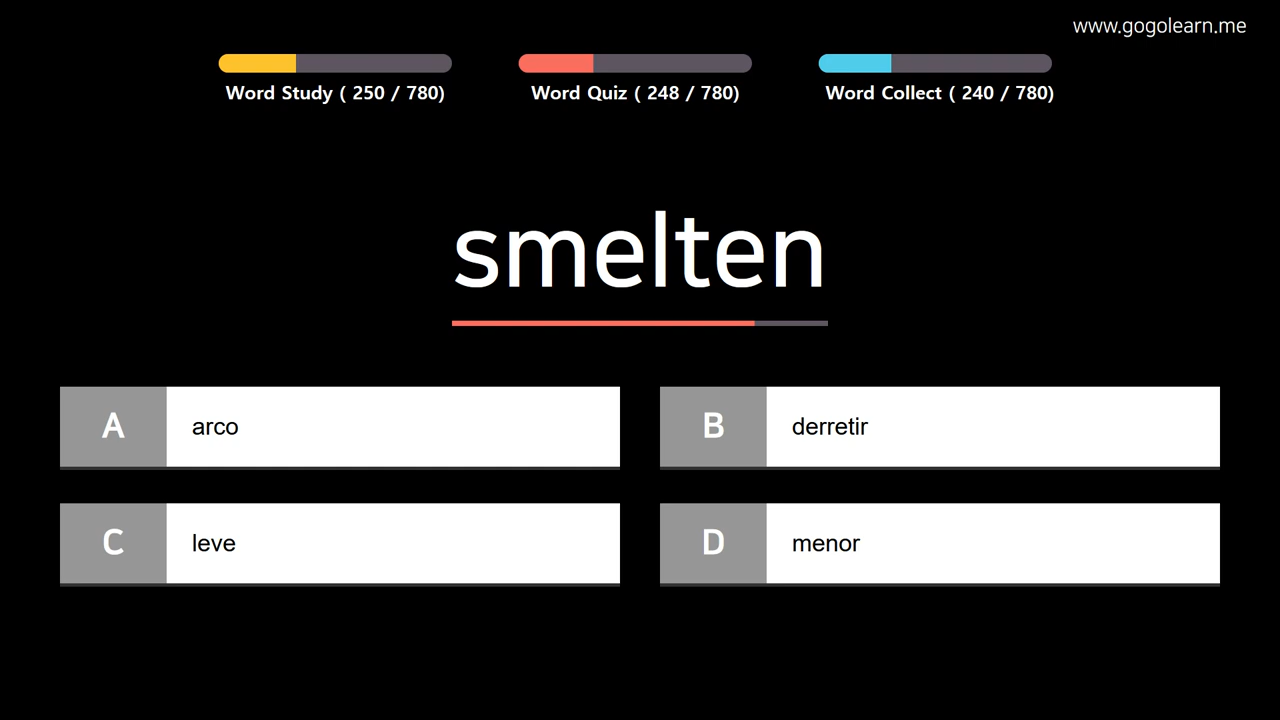 www.gogolearn.me
Word Study ( 250 / 780)
Word Quiz ( 248 / 780)
Word Collect ( 240 / 780)
smelten
A arco
B derretir
C leve
D menor